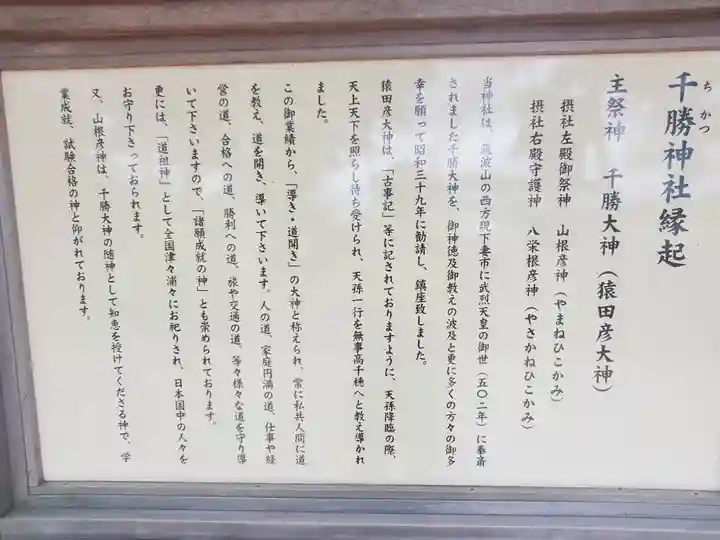 千勝神社縁起
ちかつ
主祭神 千勝大神(猿田彦大神)
摂社左殿御祭神 山根彦神(やまねひこかみ)
摂社右殿守護神 八栄根彦神(やさかねひこかみ)
当神社は、筑波山の西方現下妻市に武烈天皇の御世(五〇二年)に奉斎
されました千勝大神を、御神徳及御教えの波及と更に多くの方々の御多
幸を願って昭和三十九年に勧請し、鎮座致しました。
猿田彦大神は、「古事記」等に記されておりますように、天孫降臨の際、
天上天下を照らし待ち受けられ、天孫一行を無事高千穂へと教え導かれ
ました。
この御業績から、「導き・道開き」の大神と称えられ、常に私共人間に道
を教え、道を開き、導いて下さいます。人の道、家庭円満の道、仕事や経
営の道、合格への道、勝利への道、旅や交通の道、等々様々な道を守り導
いて下さいますので、「諸願成就の神」とも崇められております。
更には、「道祖神」として全国津々浦々にお祀りされ、日本国中の人々を
お守り下さっておられます。
又、山根彦神は、千勝大神の随神として知恵を授けてくださる神で、学
業成就、試験合格の神と仰がれております。